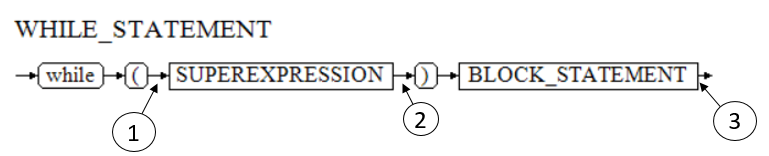 WHILE_STATEMENT
while ( SUPEREXPRESSION ) BLOCK_STATEMENT
1 2 3